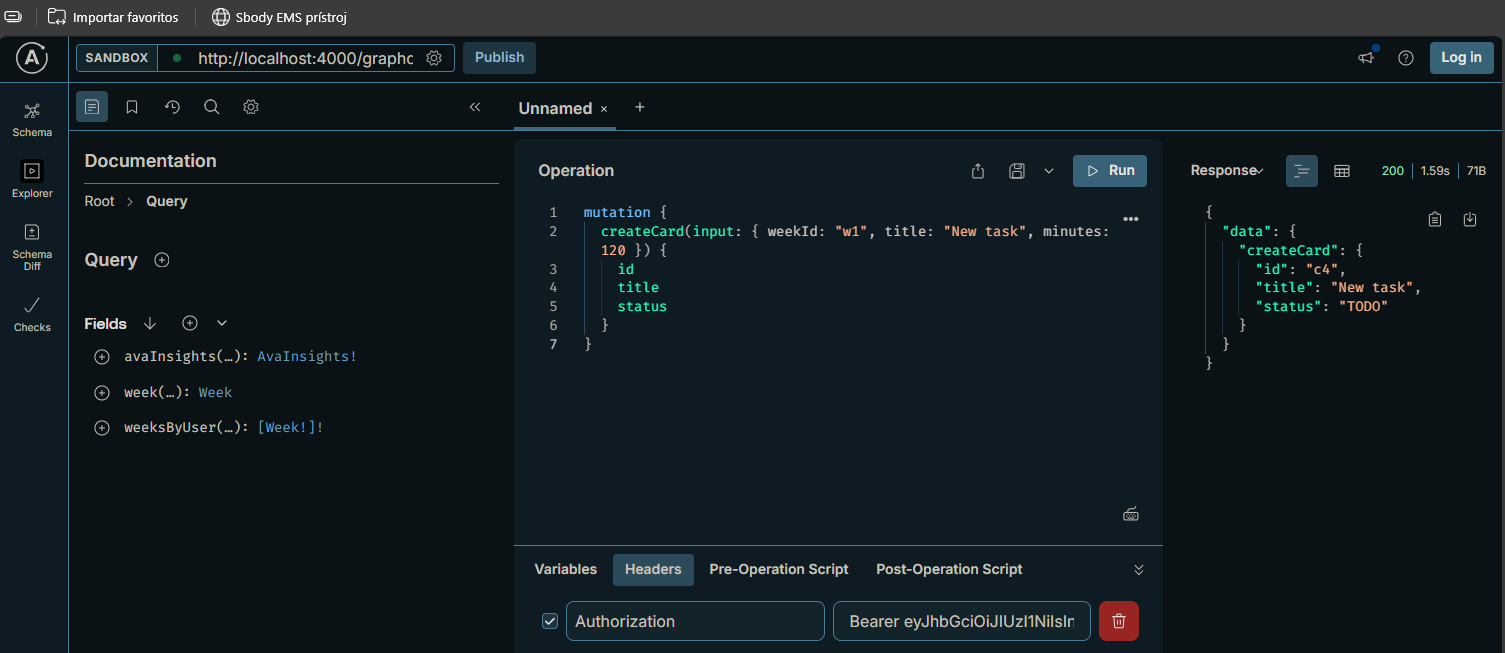 Importar favoritos
Sbody EMS prístroj
SANDBOX
http://localhost:4000/graphc
Publish
Log in
Schema
Explorer
Schema
Diff
Checks
Documentation
Root > Query
Query
Fields
avaInsights(…): AvaInsights!
week(…): Week
weeksByUser(…): [Week!]!
Unnamed × +
Operation
Run
1 mutation {
2 createCard(input: { weekId: "w1", title: "New task", minutes:
120 }) {
3 id
4 title
5 status
6 }
7 }
Variables Headers Pre-Operation Script Post-Operation Script
Authorization
Bearer eyJhbGciOiJIUzI1NiIsIn
Response
200 1.59s 71B
{
"data": {
"createCard": {
"id": "c4",
"title": "New task",
"status": "TODO"
}
}
}